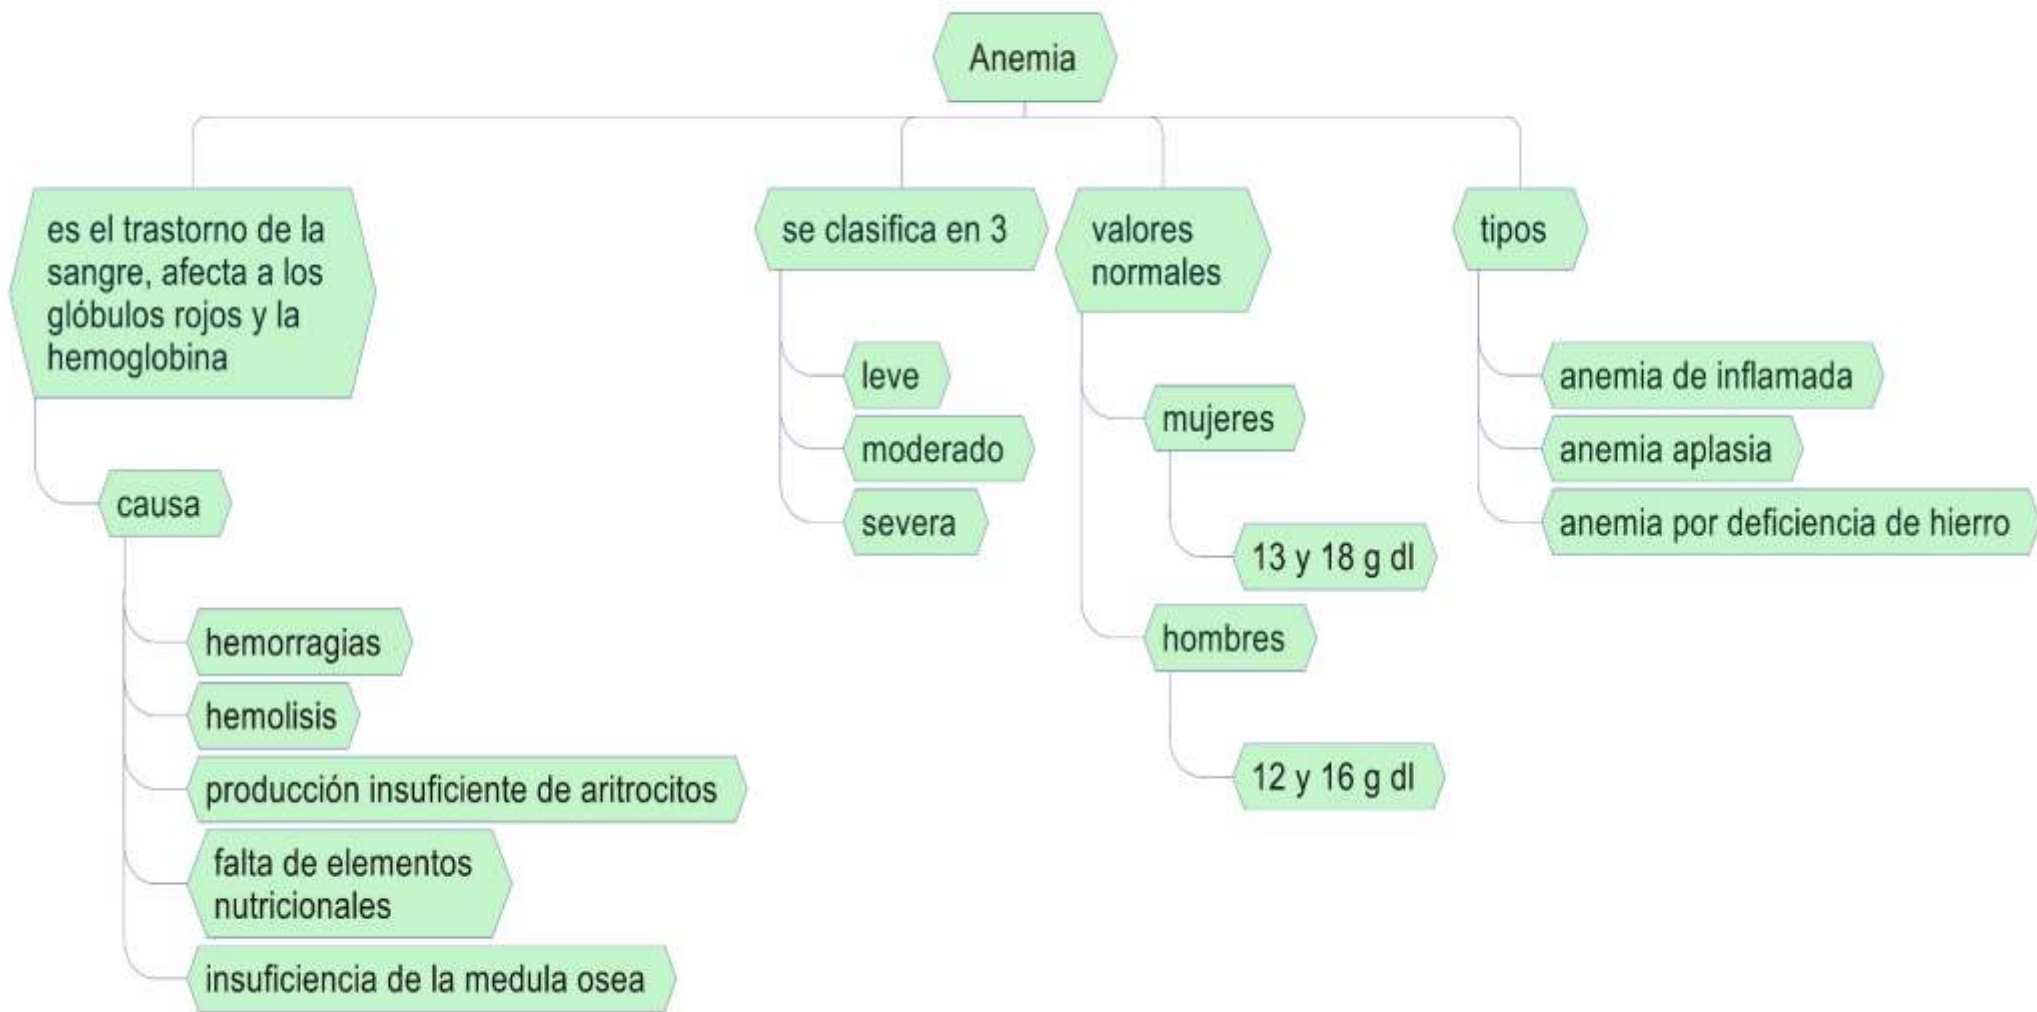 Anemia
es el trastorno de la
sangre, afecta a los
glóbulos rojos y la
hemoglobina
causa
hemorragias
hemolisis
producción insuficiente de aritrocitos
falta de elementos
nutricionales
insuficiencia de la medula osea
se clasifica en 3
leve
moderado
severa
valores
normales
mujeres
13 y 18 g dl
hombres
12 y 16 g dl
tipos
anemia de inflamada
anemia aplasia
anemia por deficiencia de hierro